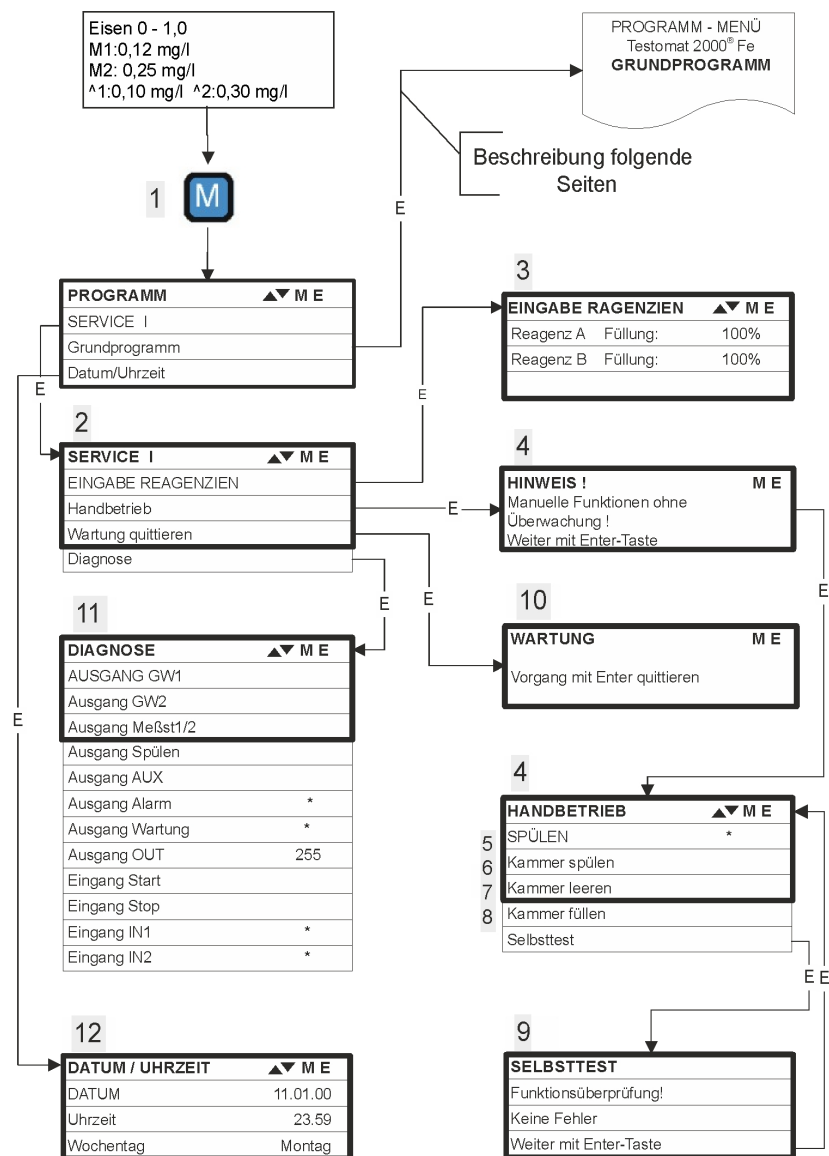 Eisen 0 - 1,0
M1:0,12 mg/l
M2: 0,25 mg/l
^1:0,10 mg/l ^2:0,30 mg/l
PROGRAMM - MENÜ
Testomat 2000® Fe
GRUNDPROGRAMM
Beschreibung folgende
Seiten
E
1
M
PROGRAMM ▲▼ M E
SERVICE I
Grundprogramm
Datum/Uhrzeit
E
3
EINGABE RAGENZIEN ▲▼ M E
Reagenz A Füllung: 100%
Reagenz B Füllung: 100%
E
2
SERVICE I ▲▼ M E
EINGABE REAGENZIEN
Handbetrieb
Wartung quittieren
Diagnose
E
4
HINWEIS ! M E
Manuelle Funktionen ohne
Überwachung !
Weiter mit Enter-Taste
E
E
E
10
WARTUNG M E
Vorgang mit Enter quittieren
11
DIAGNOSE ▲▼ M E
AUSGANG GW1
Ausgang GW2
Ausgang Meßst1/2
Ausgang Spülen
Ausgang AUX
Ausgang Alarm *
Ausgang Wartung *
Ausgang OUT 255
Eingang Start
Eingang Stop
Eingang IN1 *
Eingang IN2 *
E
4
HANDBETRIEB ▲▼ M E
5 SPÜLEN *
6 Kammer spülen
7 Kammer leeren
8 Kammer füllen
Selbsttest
E E
12
DATUM / UHRZEIT ▲▼ M E
DATUM 11.01.00
Uhrzeit 23.59
Wochentag Montag
9
SELBSTTEST
Funktionsüberprüfung!
Keine Fehler
Weiter mit Enter-Taste